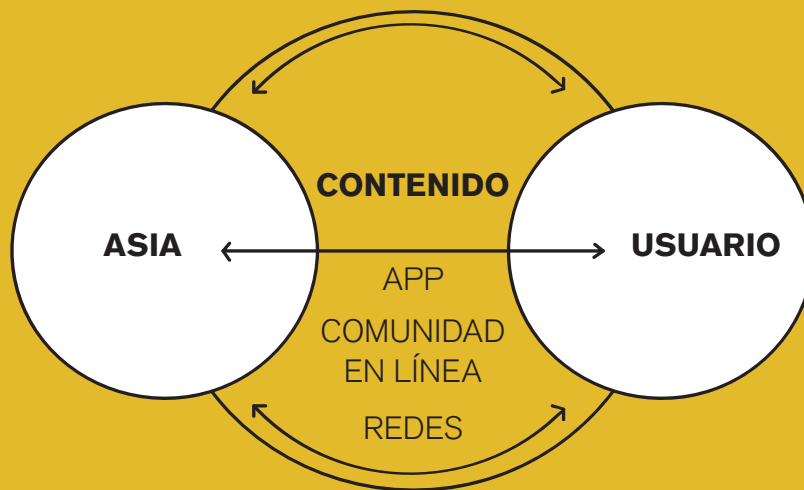 CONTENIDO
ASIA
USUARIO
APP
COMUNIDAD
EN LÍNEA
REDES